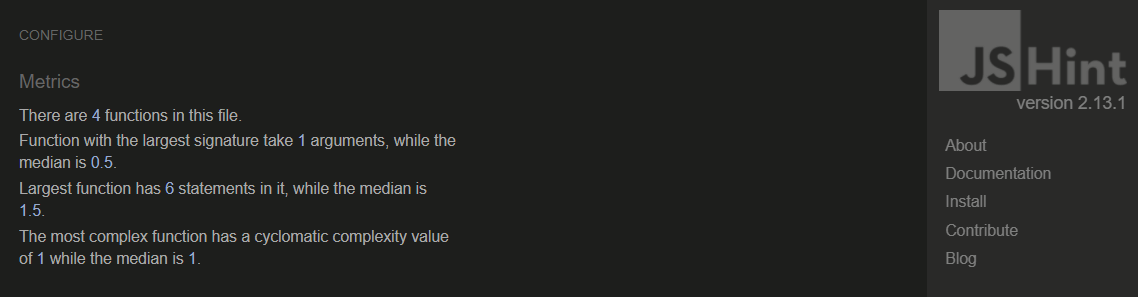 CONFIGURE
Metrics
There are 4 functions in this file.
Function with the largest signature take 1 arguments, while the
median is 0.5.
Largest function has 6 statements in it, while the median is
1.5.
The most complex function has a cyclomatic complexity value
of 1 while the median is 1.
JSHint
version 2.13.1
About
Documentation
Install
Contribute
Blog